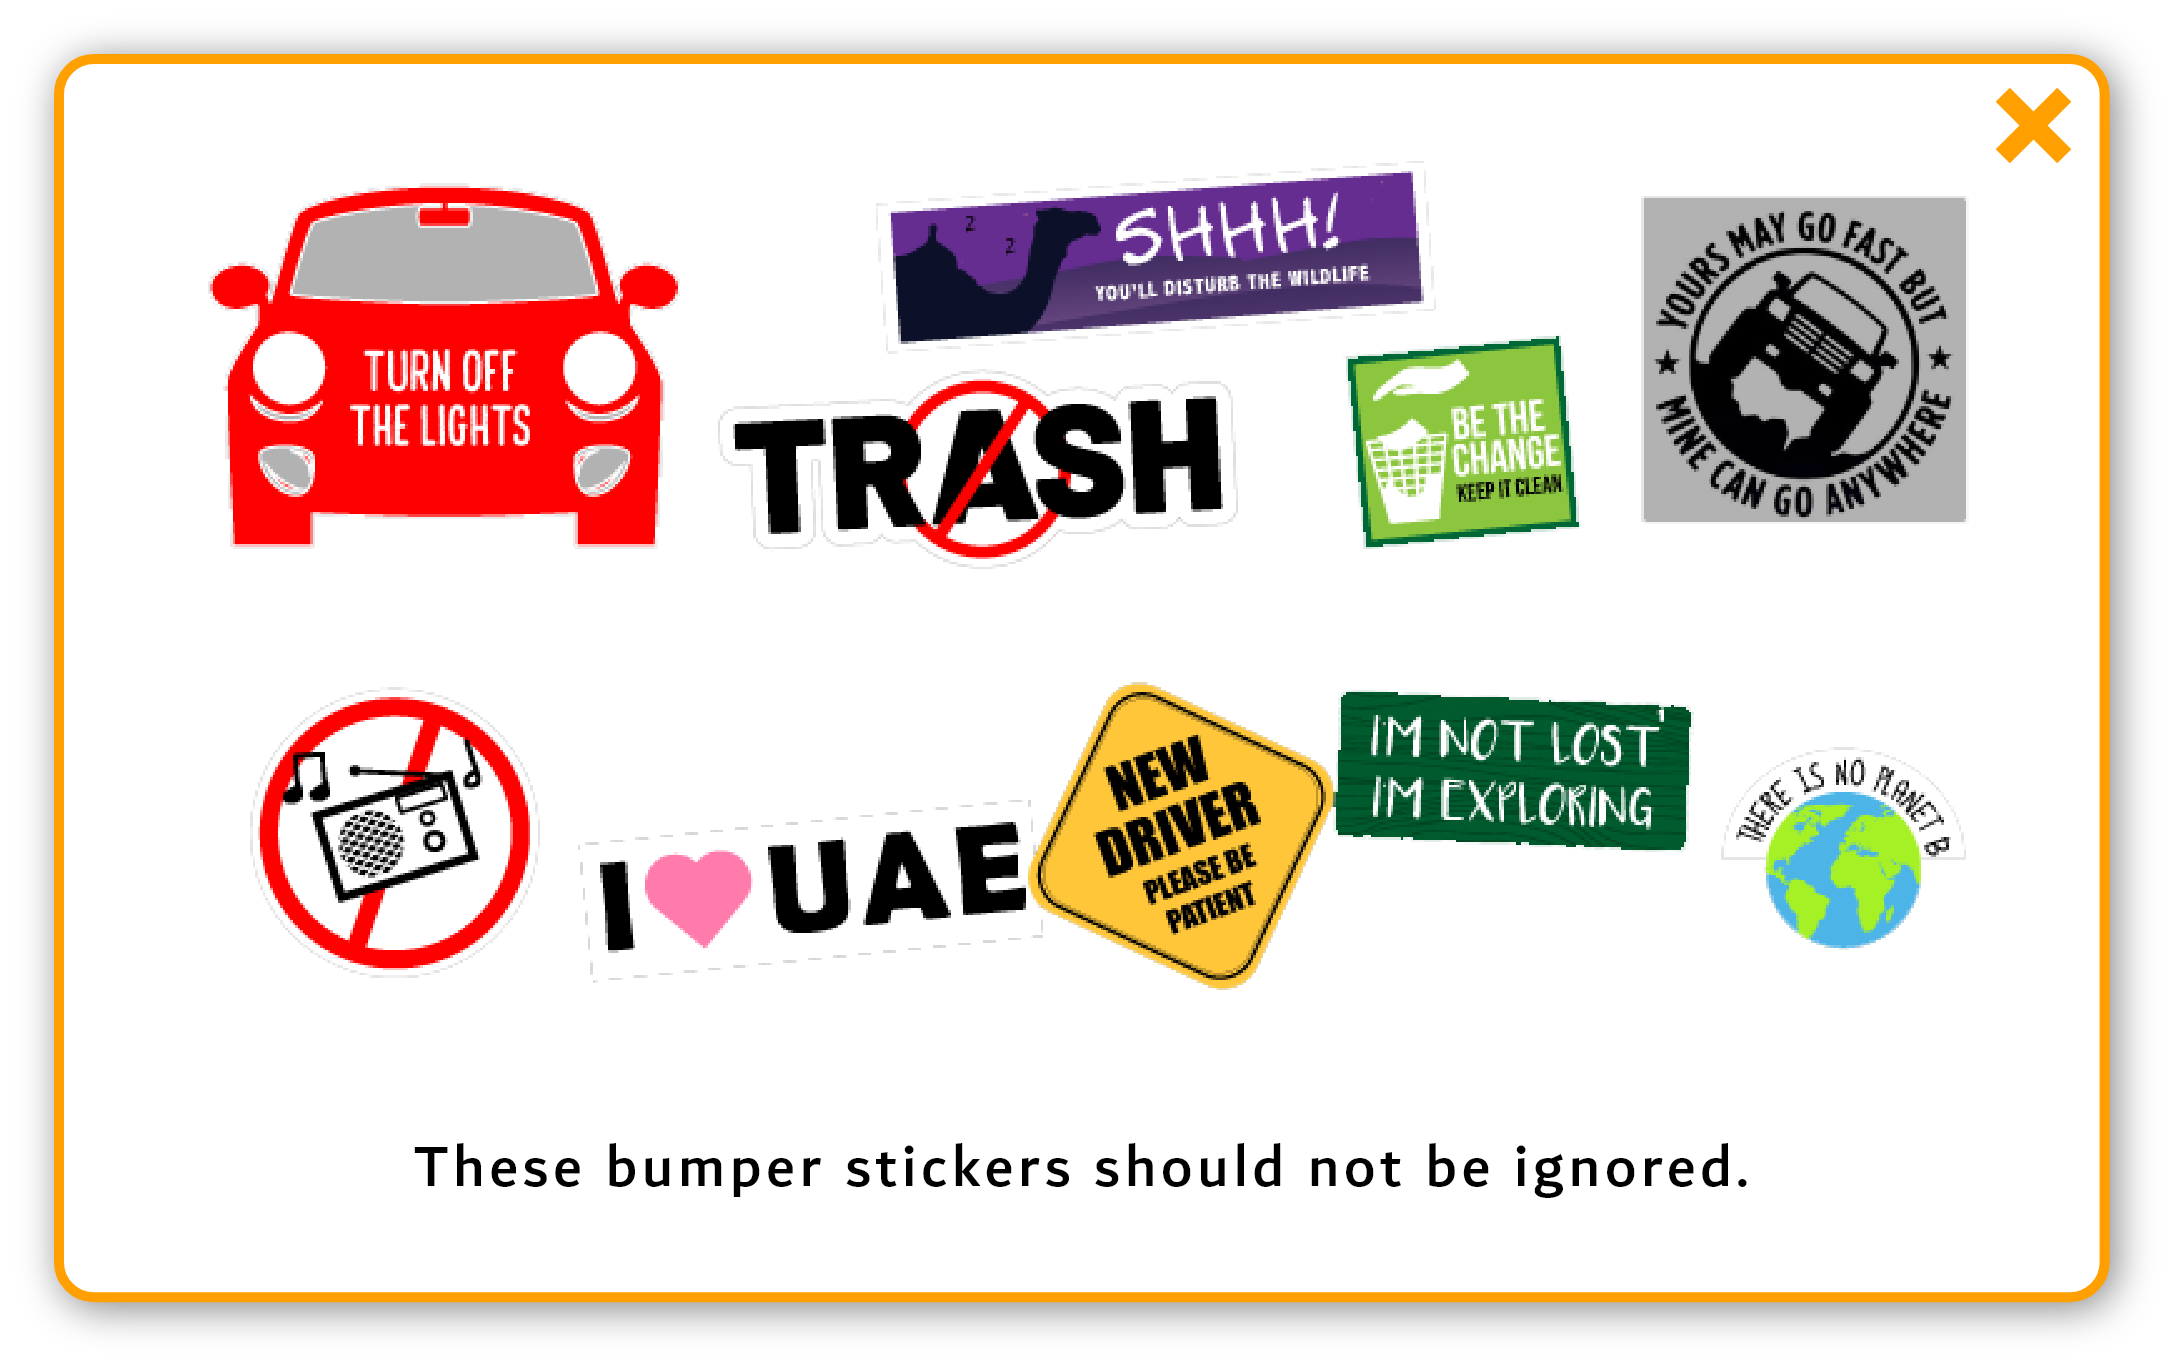 TURN OFF
THE LIGHTS
2
2
SHHH!
YOU'LL DISTURB THE WILDLIFE
TRASH
BE THE
CHANGE
KEEP IT CLEAN
YOURS MAY GO FAST BUT
MINE CAN GO ANYWHERE
I UAE
NEW
DRIVER
PLEASE BE
PATIENT
I'M NOT LOST'
I'M EXPLORING
THERE IS NO PLANET B
These bumper stickers should not be ignored.